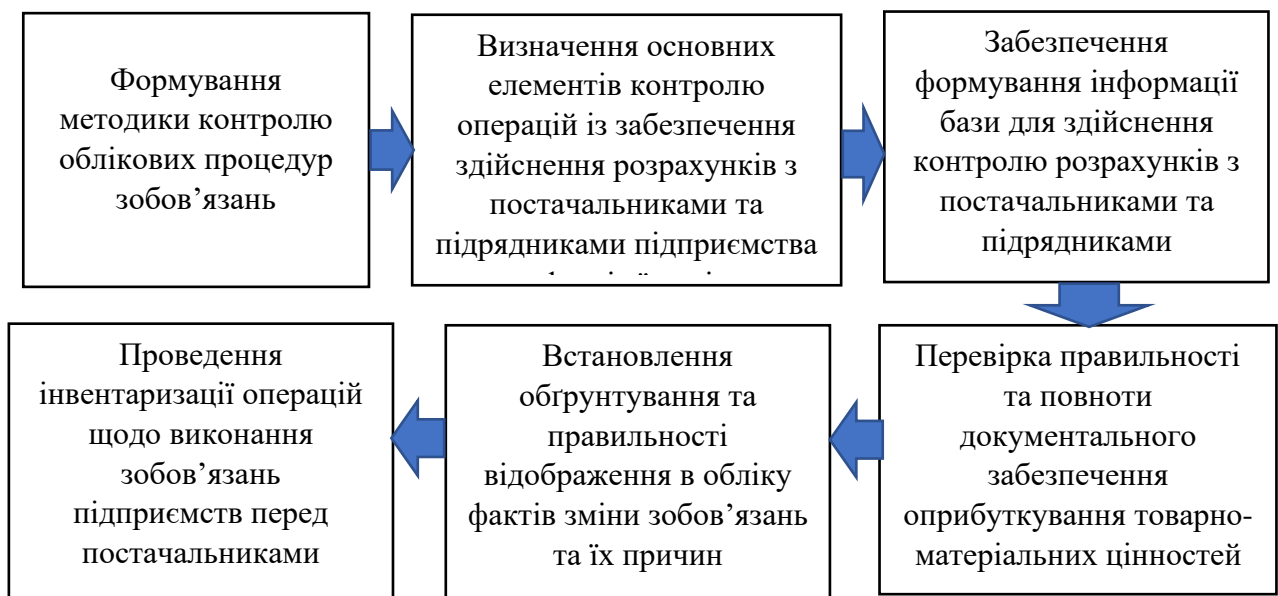 Формування
методики контролю
облікових процедур
зобов’язань
Визначення основних
елементів контролю
операцій із забезпечення
здійснення розрахунків з
постачальниками та
підрядниками підприємства
Забезпечення
формування інформації
бази для здійснення
контролю розрахунків з
постачальниками та
підрядниками
Перевірка правильності
та повноти
документального
забезпечення
оприбуткування товарно-
матеріальних цінностей
Встановлення
обґрунтування та
правильності
відображення в обліку
фактів зміни зобов’язань
та їх причин
Проведення
інвентаризації операцій
щодо виконання
зобов’язань
підприємств перед
постачальниками